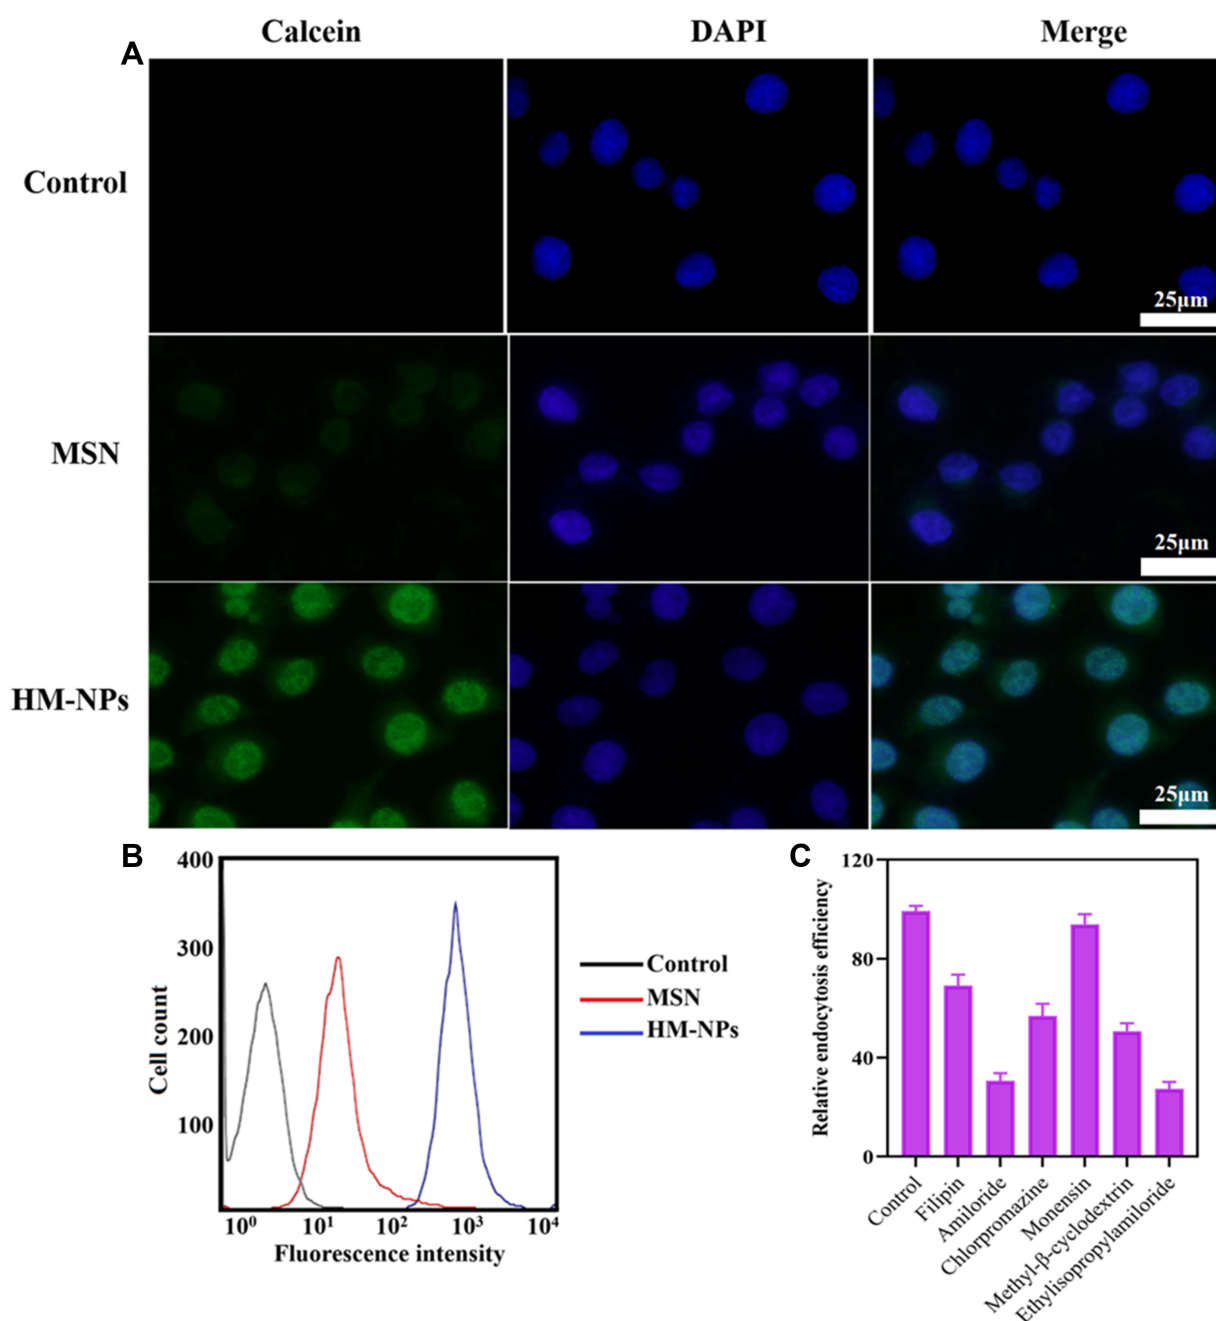 A
Calcein DAPI Merge
Control
25μm
MSN
25μm
HM-NPs
25μm
B
400
300
200
100
Cell count
10⁰ 10¹ 10² 10³ 10⁴
Fluorescence intensity
Control
MSN
HM-NPs
C
120
80
40
0
Relative endocytosis efficiency
Control
Filipin
Amiloride
Chlorpromazine
Monensin
Methyl-β-cyclodextrin
Ethylisopropylamiloride